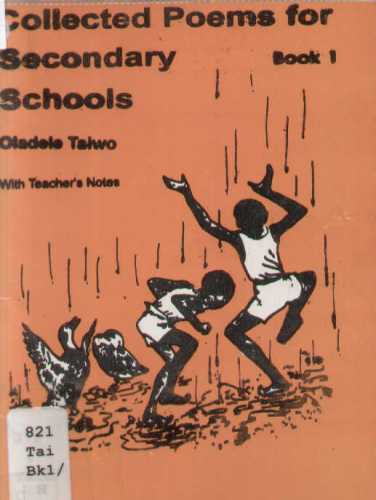 Collected Poems for
Secondary
Book 1
Schools
Oladele Taiwo
With Teacher's Notes
821
Tai
Bk1/